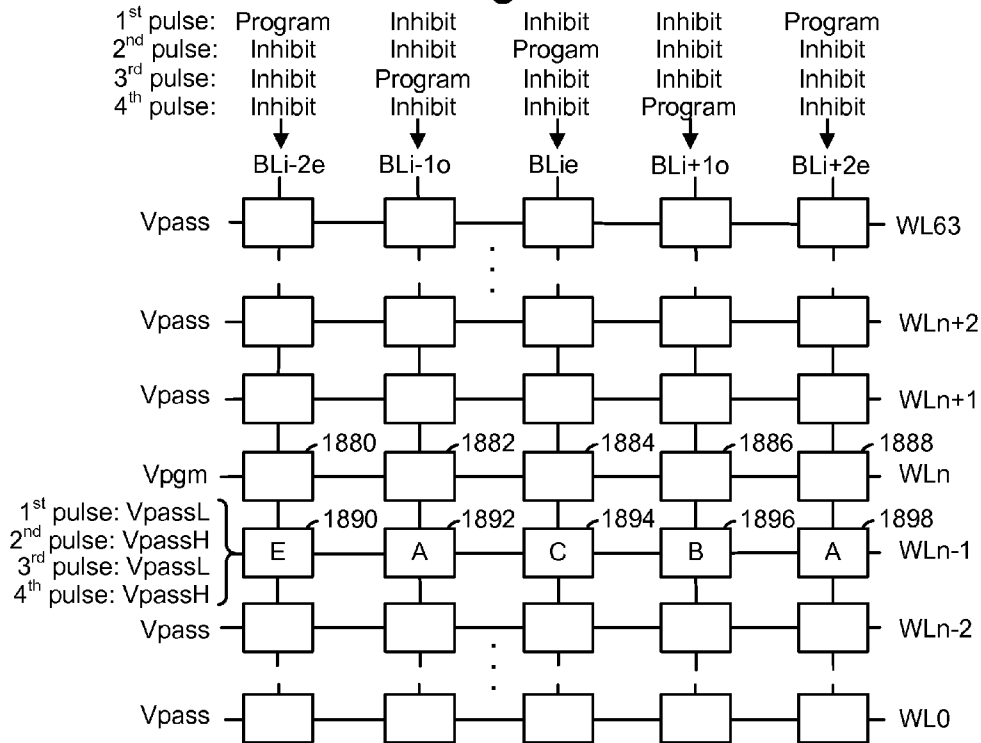 1st pulse: Program Inhibit Inhibit Inhibit Program
2nd pulse: Inhibit Inhibit Progam Inhibit Inhibit
3rd pulse: Inhibit Program Inhibit Inhibit Inhibit
4th pulse: Inhibit Inhibit Inhibit Program Inhibit
BLi-2e BLi-1o BLie BLi+1o BLi+2e
Vpass WL63
Vpass WLn+2
Vpass WLn+1
1880 1882 1884 1886 1888
Vpgm WLn
1st pulse: VpassL
2nd pulse: VpassH
3rd pulse: VpassL
4th pulse: VpassH
1890 1892 1894 1896 1898
E A C B A WLn-1
Vpass WLn-2
Vpass WL0